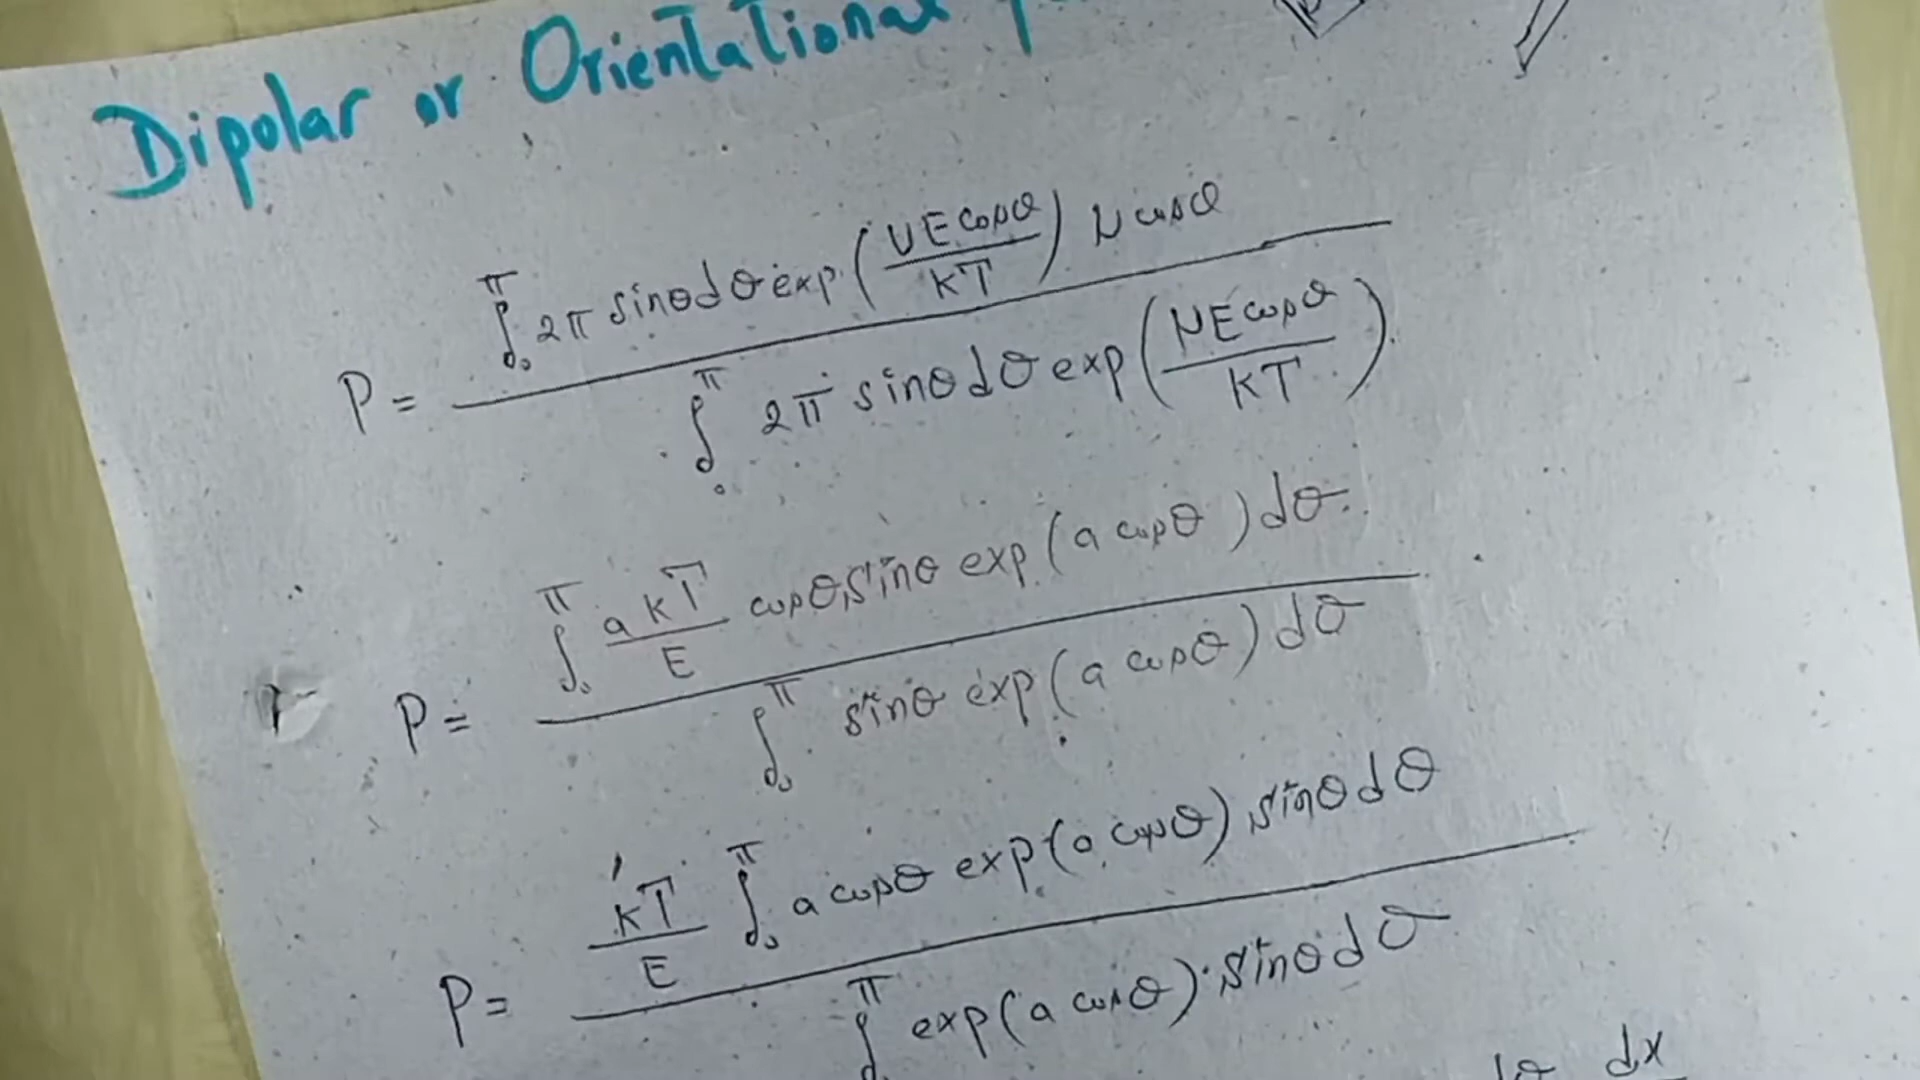 Dipolar or Orientational
P = ∫₀^π 2π sinθ dθ exp(μE cosθ / kT) μ cosθ / ∫₀^π 2π sinθ dθ exp(μE cosθ / kT)
P = ∫₀^π (a kT / E) cosθ sinθ exp(a cosθ) dθ / ∫₀^π sinθ exp(a cosθ) dθ
P = (kT / E) ∫₀^π a cosθ exp(a cosθ) sinθ dθ / ∫^π exp(a cosθ) · sinθ dθ
dx